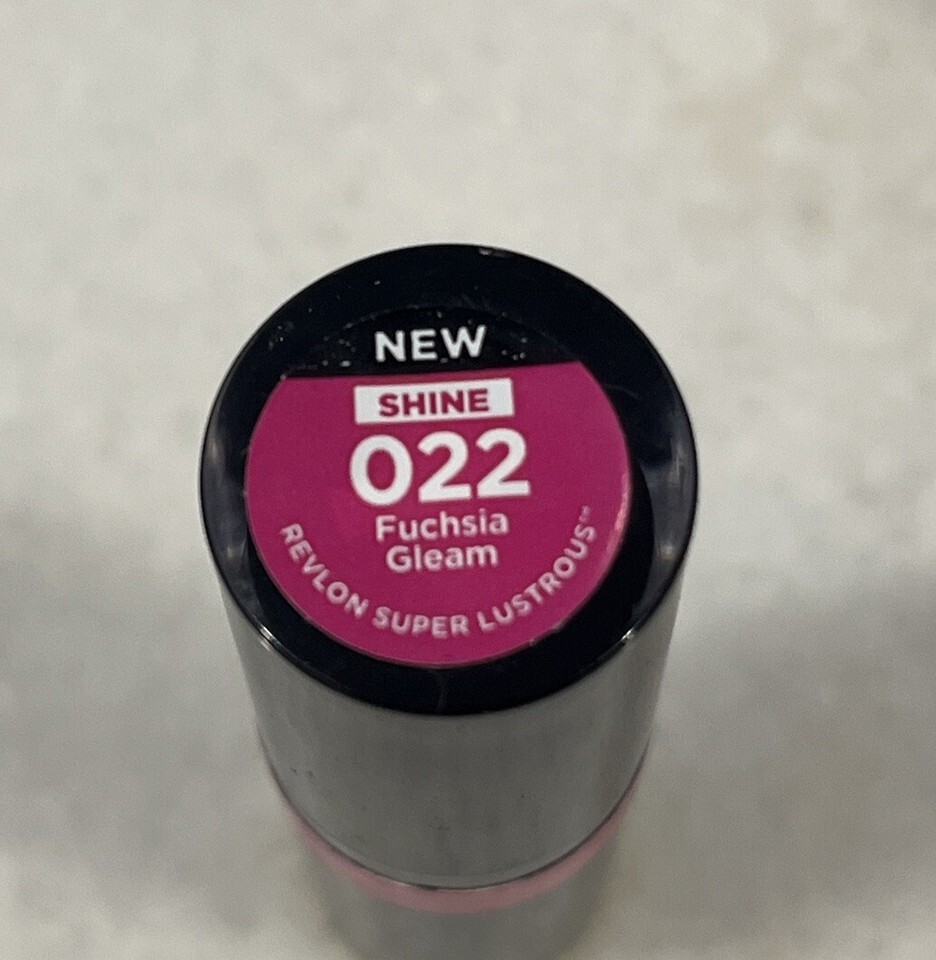 NEW
SHINE
022
Fuchsia
Gleam
REVLON SUPER LUSTROUS™